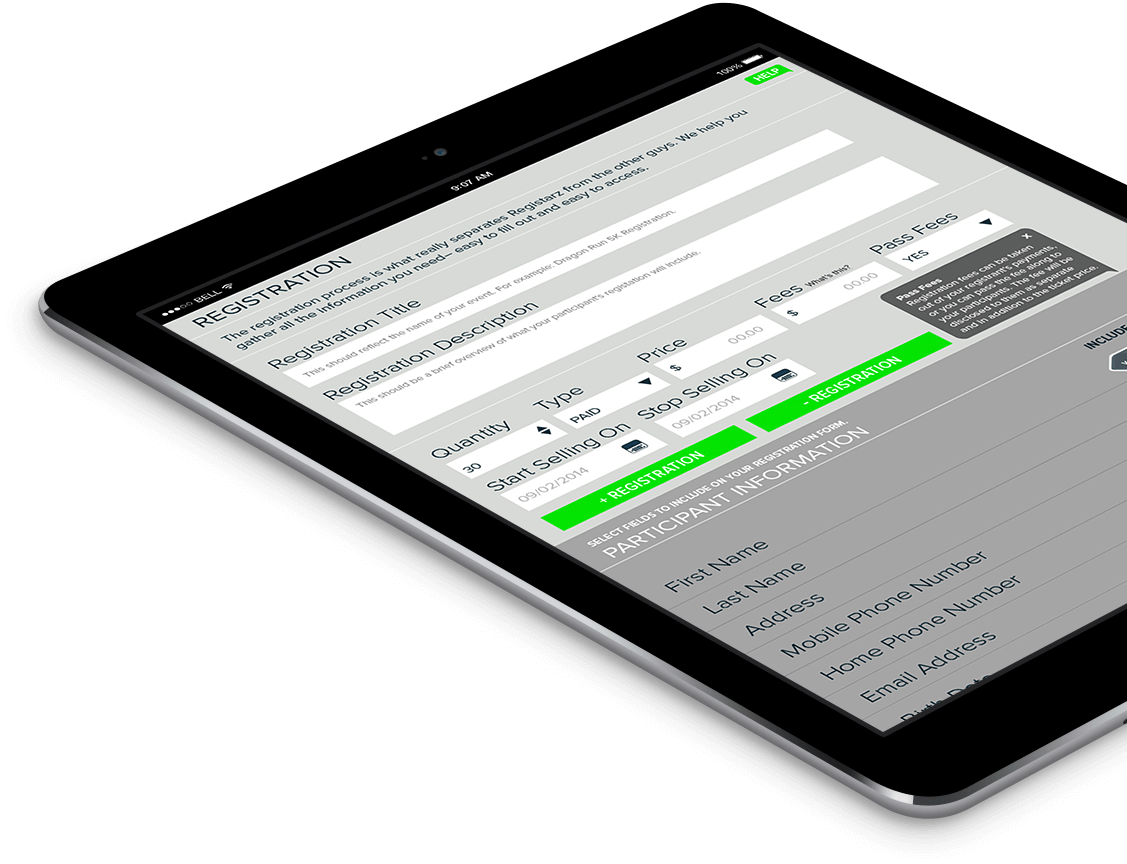 ●●●○○ BELL
9:07 AM
100%
HELP
REGISTRATION
The registration process is what really separates Registarz from the other guys. We help you
gather all the information you need– easy to fill out and easy to access.
Registration Title
This should reflect the name of your event. For example: Dragon Run 5K Registration.
Registration Description
This should be a brief overview of what your participant's registration will include.
Quantity
30
Type
PAID
Price
$
00.00
Fees
What's this?
$
00.00
Pass Fees
YES
Start Selling On
09/02/2014
Stop Selling On
09/02/2014
×
Pass Fees
Registration fees can be taken
out of your registrant's payments,
or you can pass the fee along to
your participants. The fee will be
disclosed to them as separate
and in addition to the ticket price.
+ REGISTRATION
- REGISTRATION
SELECT FIELDS TO INCLUDE ON YOUR REGISTRATION FORM.
PARTICIPANT INFORMATION
INCLUDE
First Name
Last Name
Address
Mobile Phone Number
Home Phone Number
Email Address
Birth Date